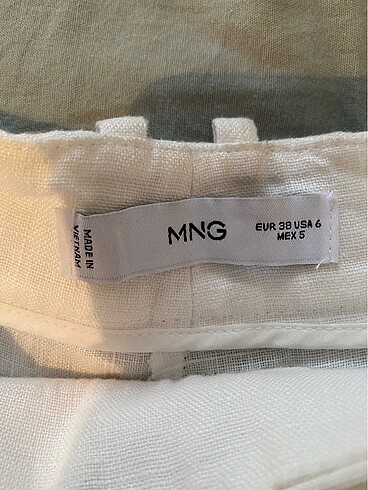 MADE IN
VIETNAM
MNG
EUR 38 USA 6
MEX 5